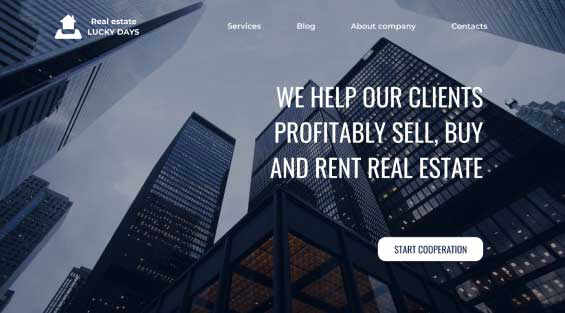 Real estate
LUCKY DAYS
Services
Blog
About company
Contacts
WE HELP OUR CLIENTS
PROFITABLY SELL, BUY
AND RENT REAL ESTATE
START COOPERATION